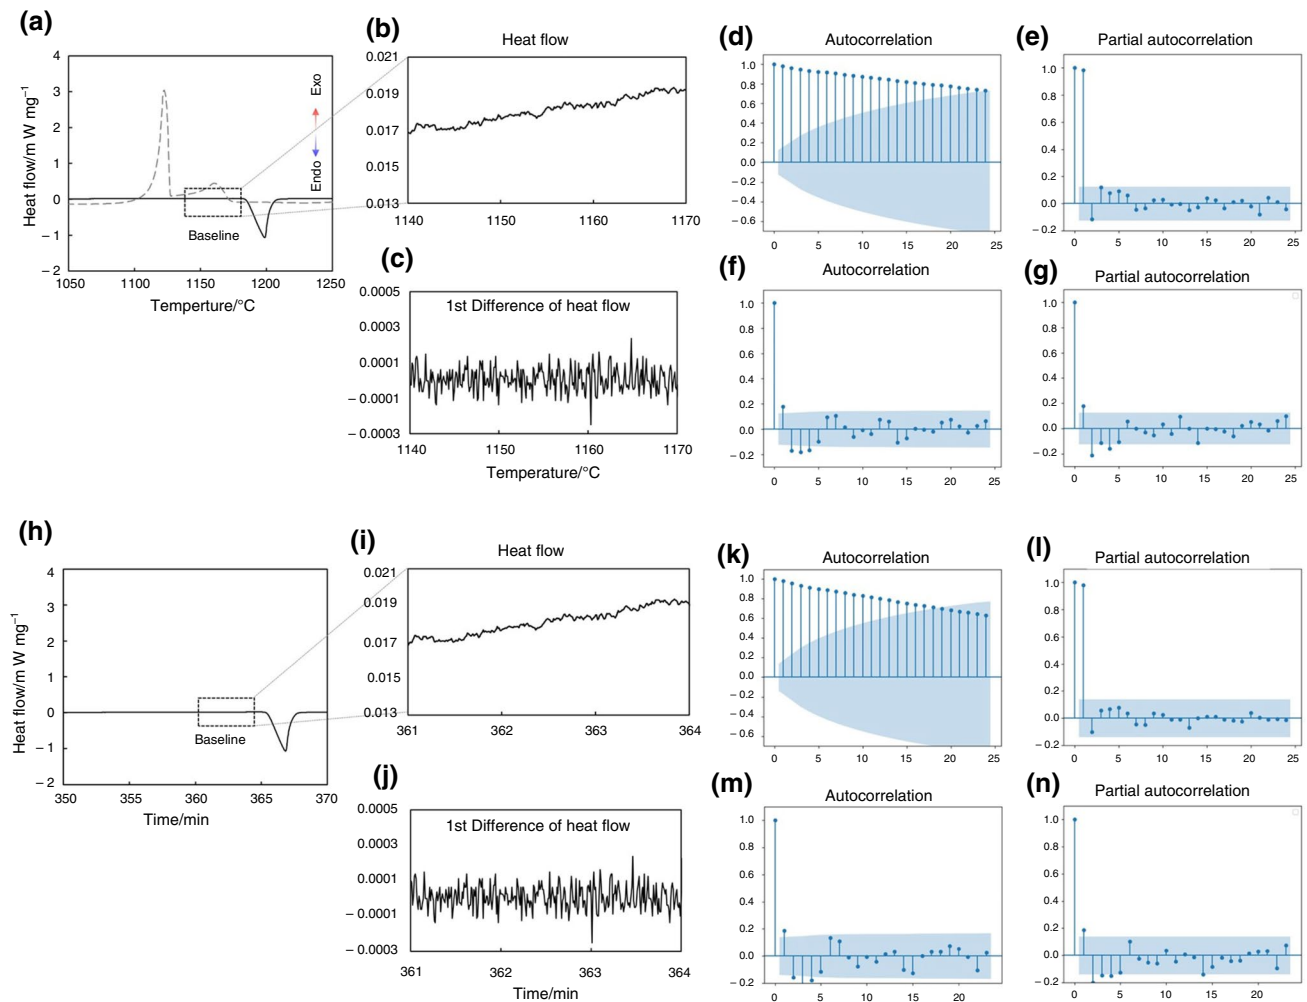 (a)
4
3
2
1
0
−1
−2
Heat flow/m W mg−1
Exo
Endo
Baseline
1050 1100 1150 1200 1250
Temperture/°C
(b)
Heat flow
0.021
0.019
0.017
0.015
0.013
1140 1150 1160 1170
(c)
0.0005
0.0003
0.0001
−0.0001
−0.0003
1st Difference of heat flow
1140 1150 1160 1170
Temperature/°C
(d)
Autocorrelation
1.0
0.8
0.6
0.4
0.2
0.0
−0.2
−0.4
−0.6
0 5 10 15 20 25
(e)
Partial autocorrelation
1.0
0.8
0.6
0.4
0.2
0.0
−0.2
0 5 10 15 20 25
(f)
Autocorrelation
1.0
0.8
0.6
0.4
0.2
0.0
−0.2
0 5 10 15 20 25
(g)
Partial autocorrelation
1.0
0.8
0.6
0.4
0.2
0.0
−0.2
0 5 10 15 20 25
(h)
4
3
2
1
0
−1
−2
Heat flow/m W mg−1
Baseline
350 355 360 365 370
Time/min
(i)
Heat flow
0.021
0.019
0.017
0.015
0.013
361 362 363 364
(j)
0.0005
0.0003
0.0001
−0.0001
−0.0003
1st Difference of heat flow
361 362 363 364
Time/min
(k)
Autocorrelation
1.0
0.8
0.6
0.4
0.2
0.0
−0.2
−0.4
−0.6
0 5 10 15 20 25
(l)
Partial autocorrelation
1.0
0.8
0.6
0.4
0.2
0.0
−0.2
0 5 10 15 20 25
(m)
Autocorrelation
1.0
0.8
0.6
0.4
0.2
0.0
−0.2
0 5 10 15 20
(n)
Partial autocorrelation
1.0
0.8
0.6
0.4
0.2
0.0
−0.2
0 5 10 15 20